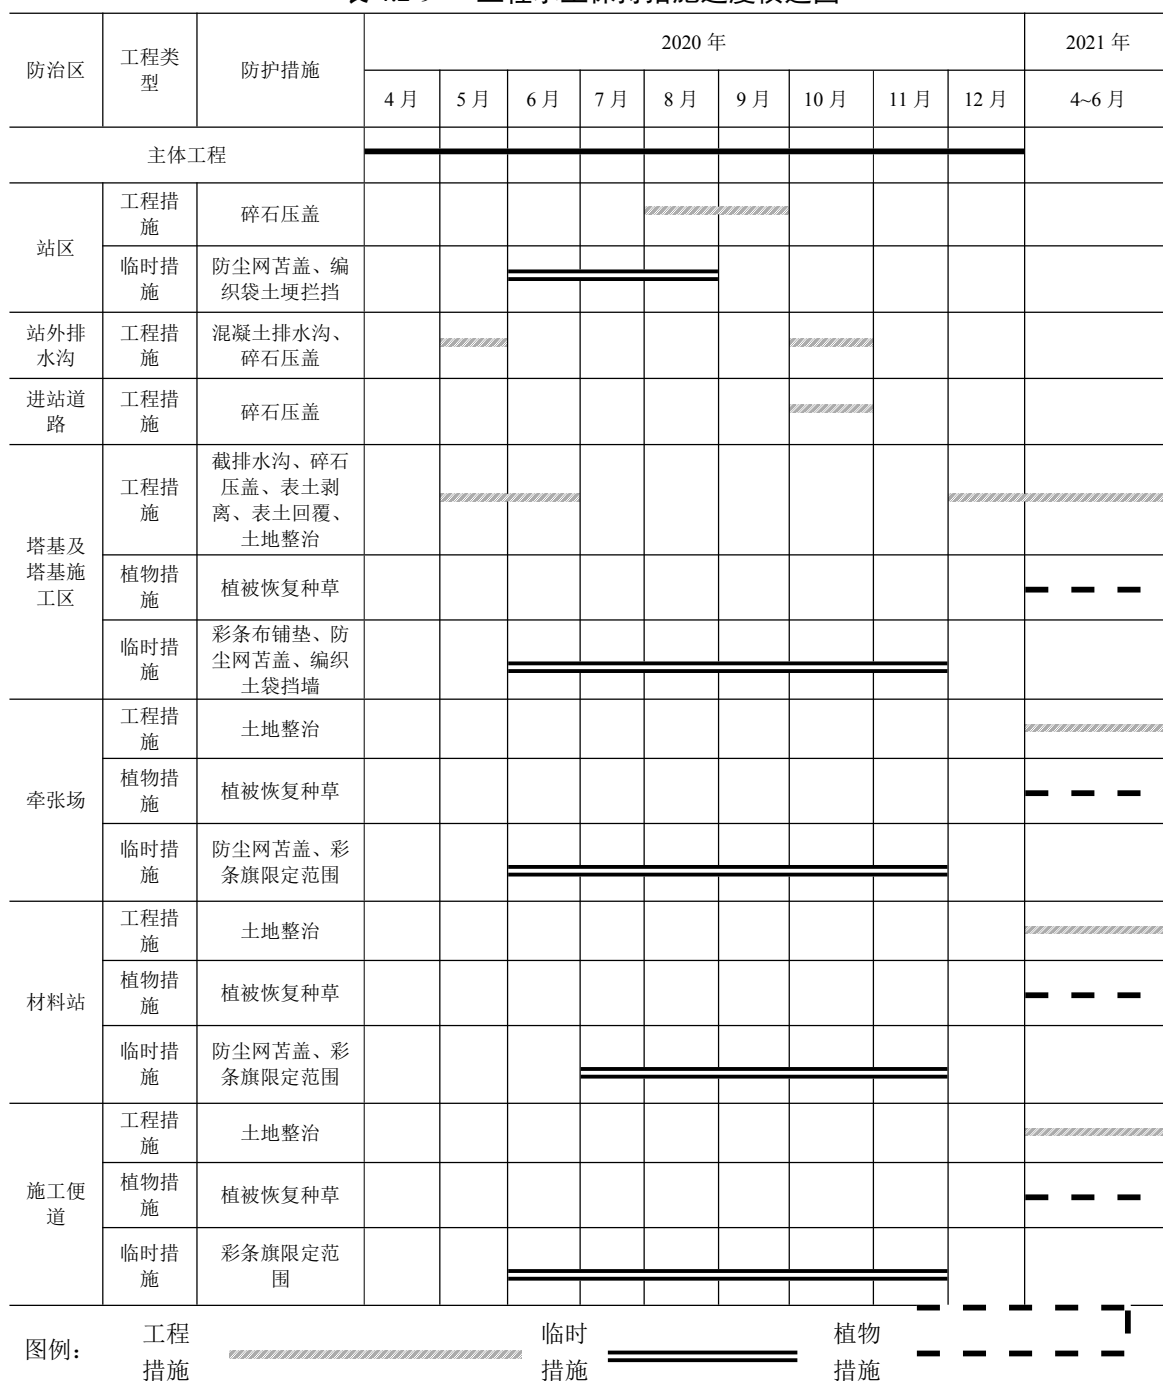 2020 年
2021 年
防治区
工程类
型
防护措施
4 月
5 月
6 月
7 月
8 月
9 月
10 月
11 月
12 月
4~6 月
主体工程
站区
工程措
施
碎石压盖
临时措
施
防尘网苫盖、编
织袋土埂拦挡
站外排
水沟
工程措
施
混凝土排水沟、
碎石压盖
进站道
路
工程措
施
碎石压盖
塔基及
塔基施
工区
工程措
施
截排水沟、碎石
压盖、表土剥
离、表土回覆、
土地整治
植物措
施
植被恢复种草
临时措
施
彩条布铺垫、防
尘网苫盖、编织
土袋挡墙
牵张场
工程措
施
土地整治
植物措
施
植被恢复种草
临时措
施
防尘网苫盖、彩
条旗限定范围
材料站
工程措
施
土地整治
植物措
施
植被恢复种草
临时措
施
防尘网苫盖、彩
条旗限定范围
施工便
道
工程措
施
土地整治
植物措
施
植被恢复种草
临时措
施
彩条旗限定范
围
图例：
工程
措施
临时
措施
植物
措施